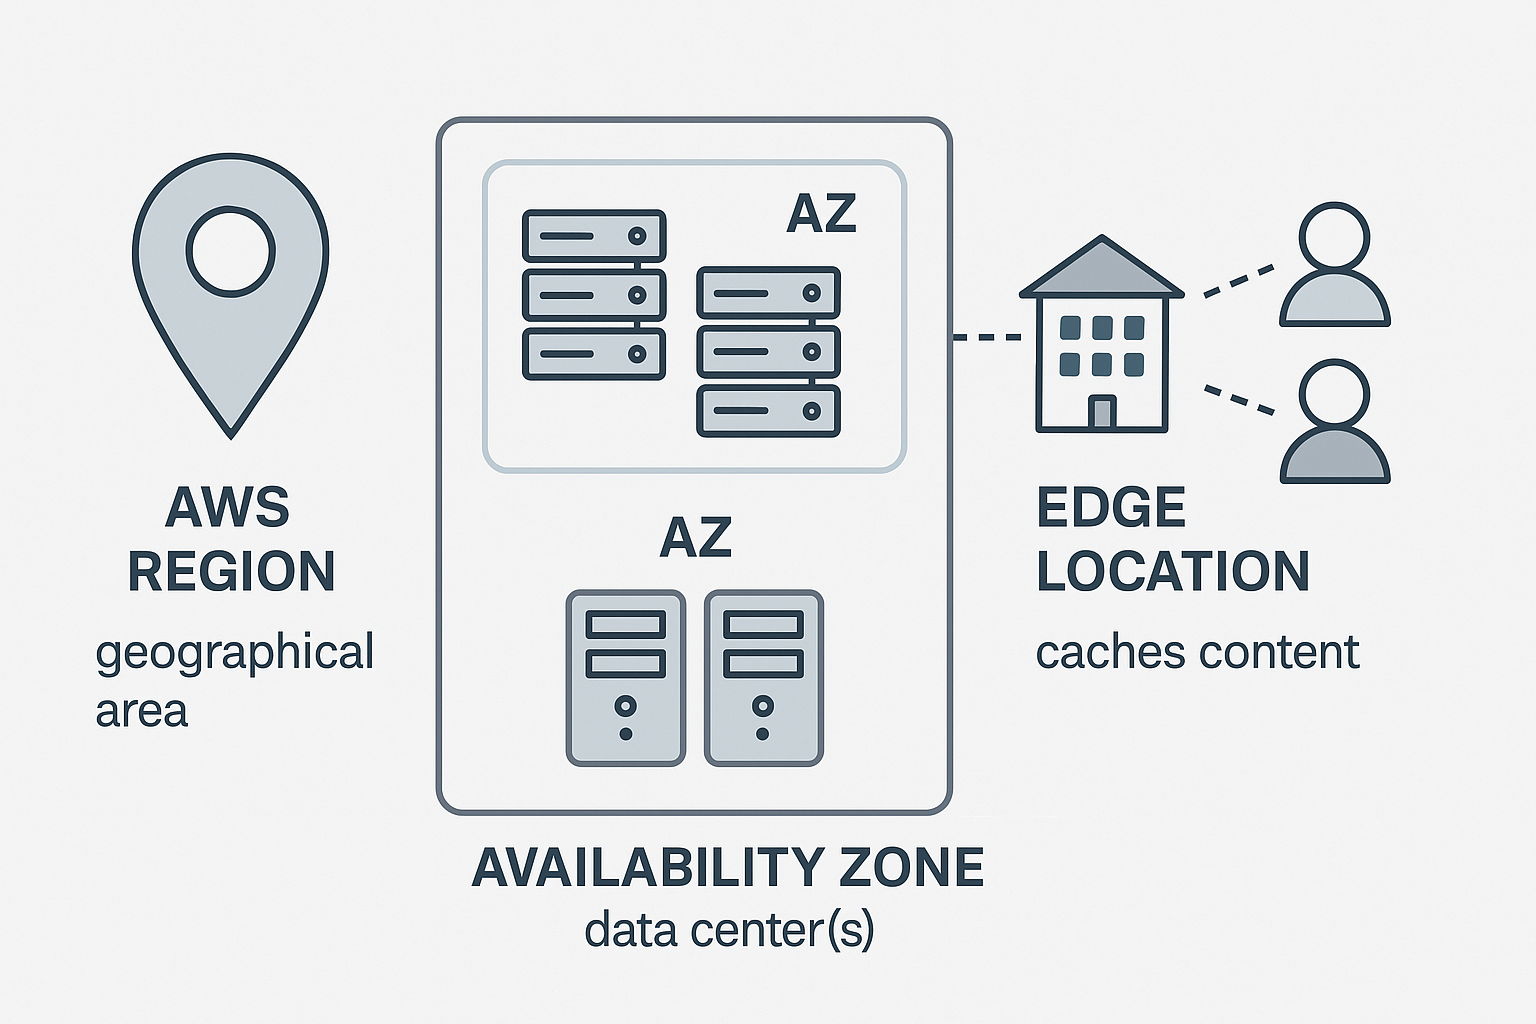 AWS
REGION
geographical
area
AZ
AZ
AVAILABILITY ZONE
data center(s)
EDGE
LOCATION
caches content